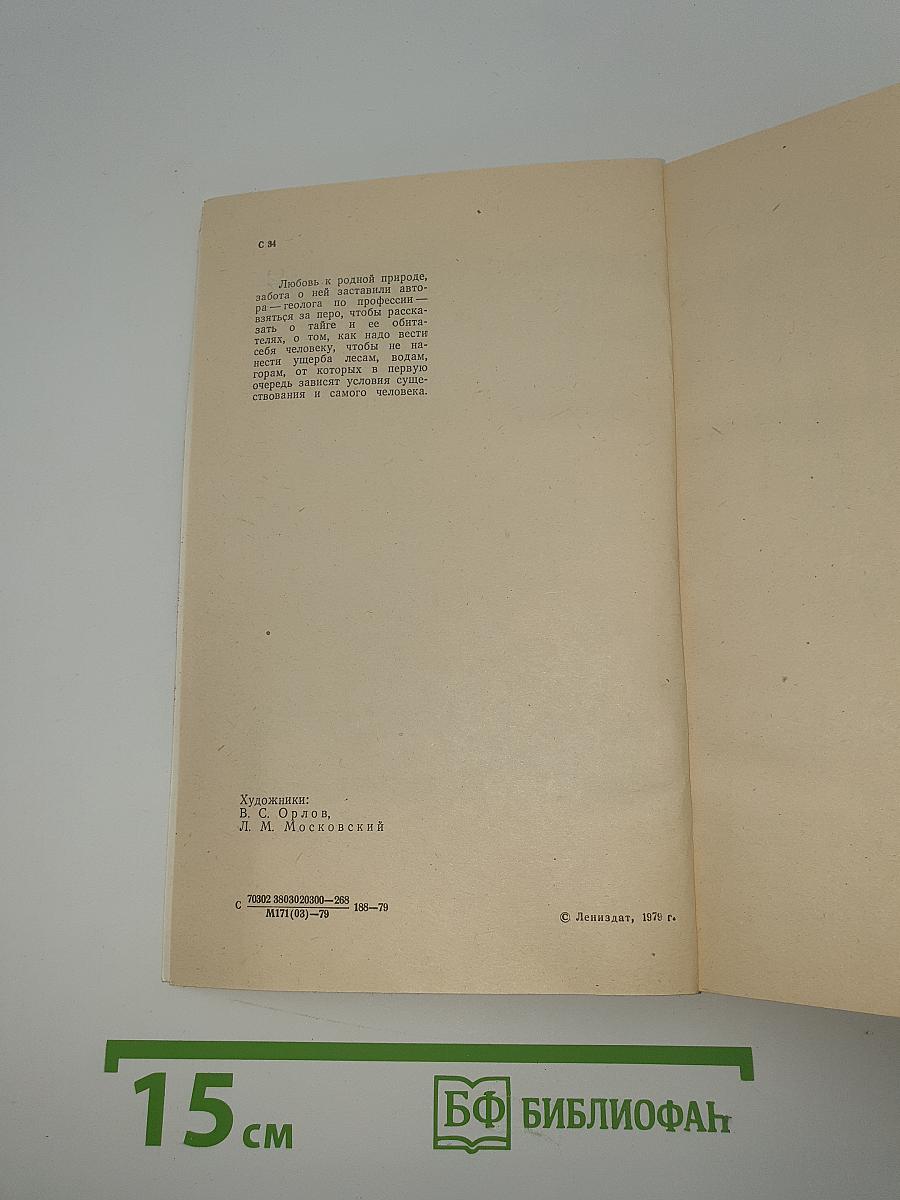 С 34
Любовь к родной природе,
забота о ней заставили авто-
ра — геолога по профессии —
взяться за перо, чтобы расска-
зать о тайге и ее обита-
телях, о том, как надо вести
себя человеку, чтобы не на-
нести ущерба лесам, водам,
горам, от которых в первую
очередь зависят условия суще-
ствования и самого человека.
Художники:
В. С. Орлов,
Л. М. Московский
С 70302 3803020300—268
М171(03)—79 188—79
© Лениздат, 1979 г.
15 см
БФ БИБЛИОФАН